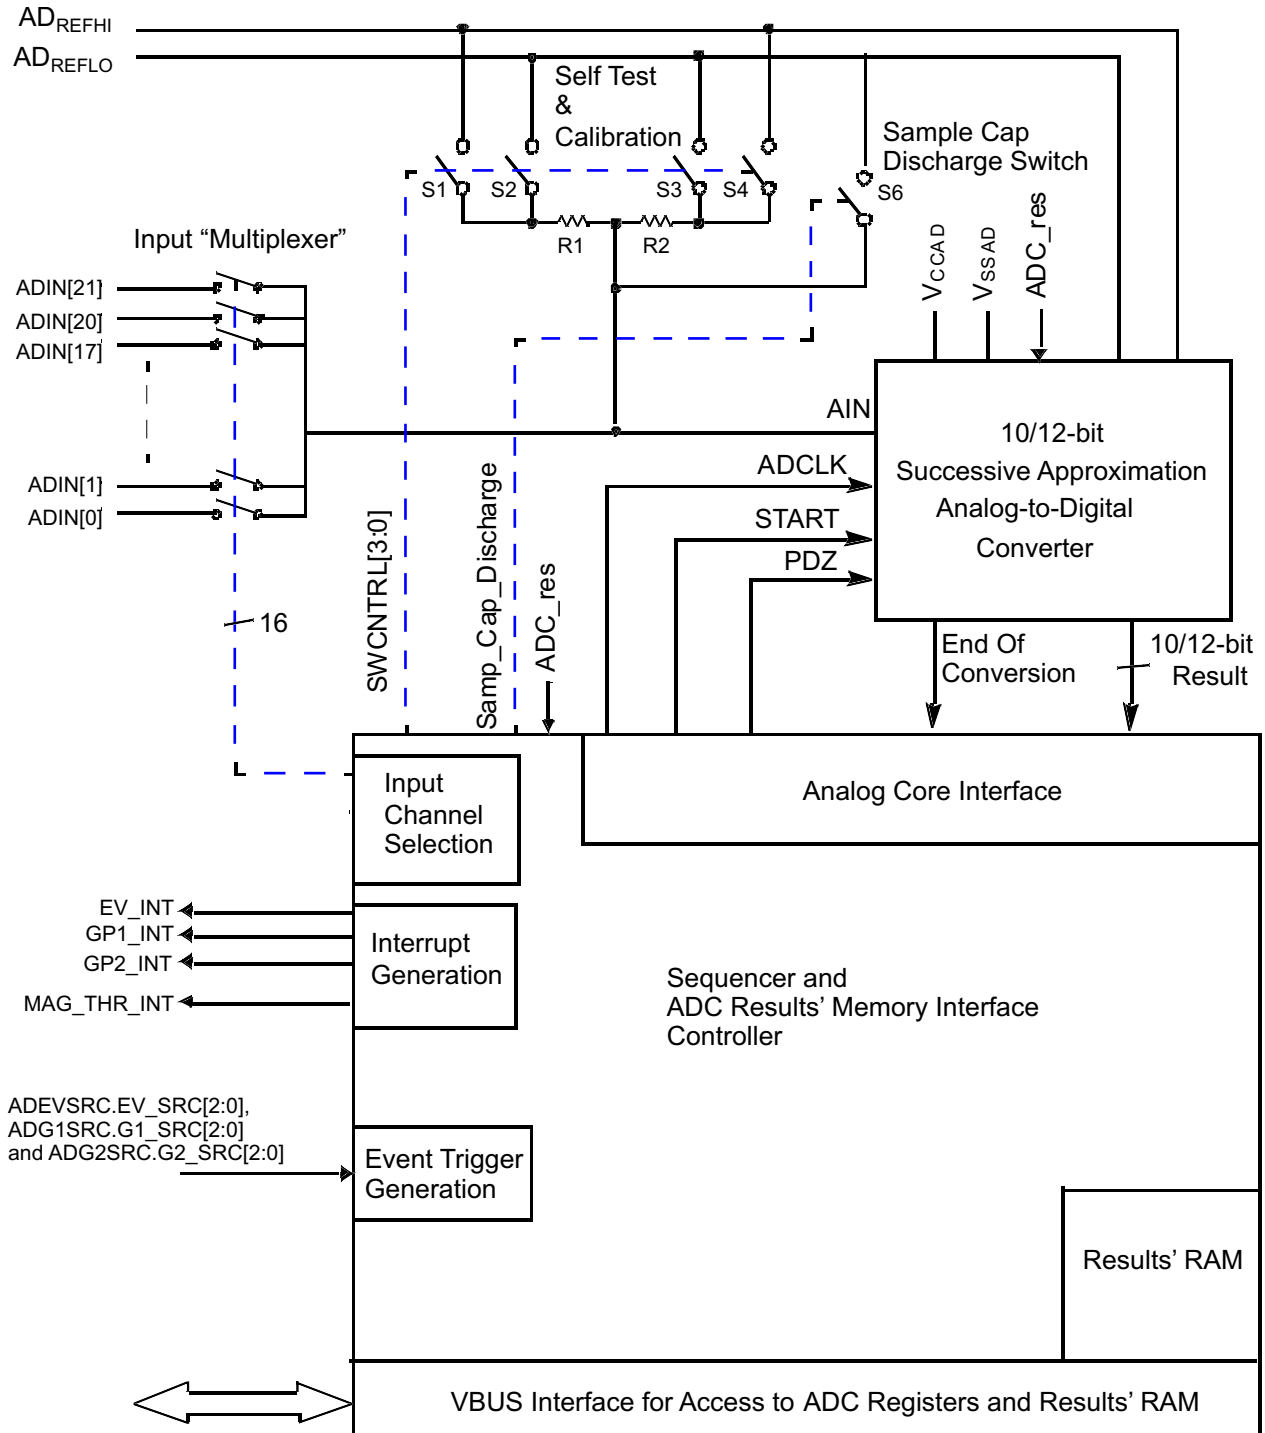 AD_REFHI
AD_REFLO
Self Test
&
Calibration
Sample Cap
Discharge Switch
S1
S2
S3
S4
S6
R1
R2
Input “Multiplexer”
VCCAD
VSSAD
ADC_res
ADIN[21]
ADIN[20]
ADIN[17]
ADIN[1]
ADIN[0]
AIN
ADCLK
START
PDZ
10/12-bit
Successive Approximation
Analog-to-Digital
Converter
16
SWCNTRL[3:0]
Samp_Cap_Discharge
ADC_res
End Of
Conversion
10/12-bit
Result
Input
Channel
Selection
Analog Core Interface
EV_INT
GP1_INT
GP2_INT
MAG_THR_INT
Interrupt
Generation
Sequencer and
ADC Results’ Memory Interface
Controller
ADEVSRC.EV_SRC[2:0],
ADG1SRC.G1_SRC[2:0]
and ADG2SRC.G2_SRC[2:0]
Event Trigger
Generation
Results’ RAM
VBUS Interface for Access to ADC Registers and Results’ RAM